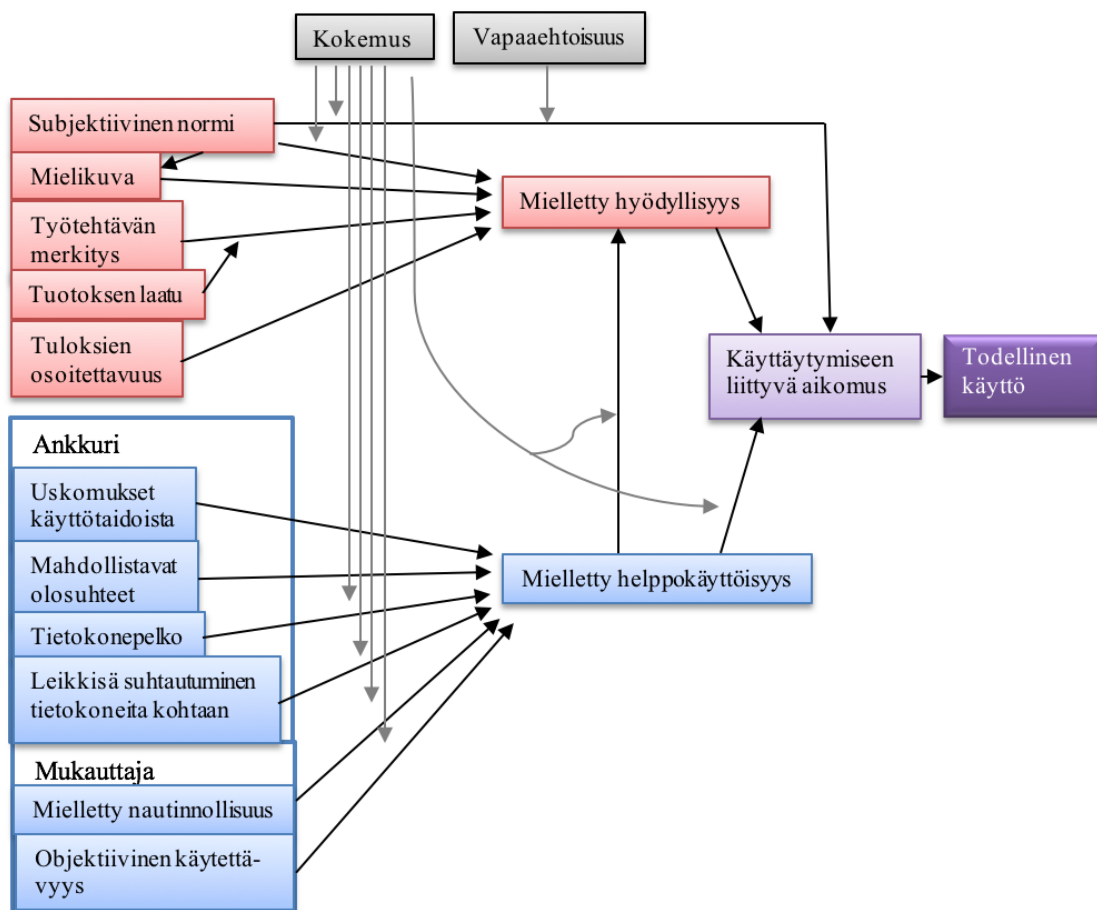 Kokemus
Vapaaehtoisuus
Subjektiivinen normi
Mielikuva
Työtehtävän
merkitys
Tuotoksen laatu
Tuloksien
osoitettavuus
Mielletty hyödyllisyys
Käyttäytymiseen
liittyvä aikomus
Todellinen
käyttö
Ankkuri
Uskomukset
käyttötaidoista
Mahdollistavat
olosuhteet
Tietokonepelko
Leikkisä suhtautuminen
tietokoneita kohtaan
Mielletty helppokäyttöisyys
Mukauttaja
Mielletty nautinnollisuus
Objektiivinen käytettä-
vyys